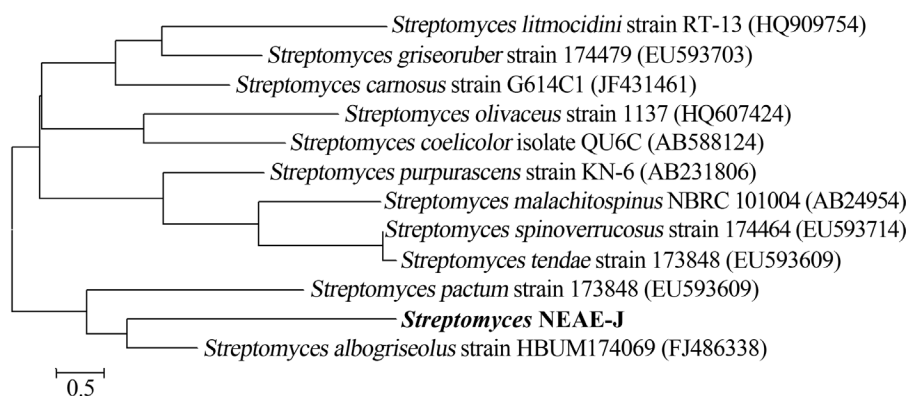 Streptomyces litmocidini strain RT-13 (HQ909754)
Streptomyces griseoruber strain 174479 (EU593703)
Streptomyces carnosus strain G614C1 (JF431461)
Streptomyces olivaceus strain 1137 (HQ607424)
Streptomyces coelicolor isolate QU6C (AB588124)
Streptomyces purpurascens strain KN-6 (AB231806)
Streptomyces malachitospinus NBRC 101004 (AB24954)
Streptomyces spinoverrucosus strain 174464 (EU593714)
Streptomyces tendae strain 173848 (EU593609)
Streptomyces pactum strain 173848 (EU593609)
Streptomyces NEAE-J
Streptomyces albogriseolus strain HBUM174069 (FJ486338)
0.5